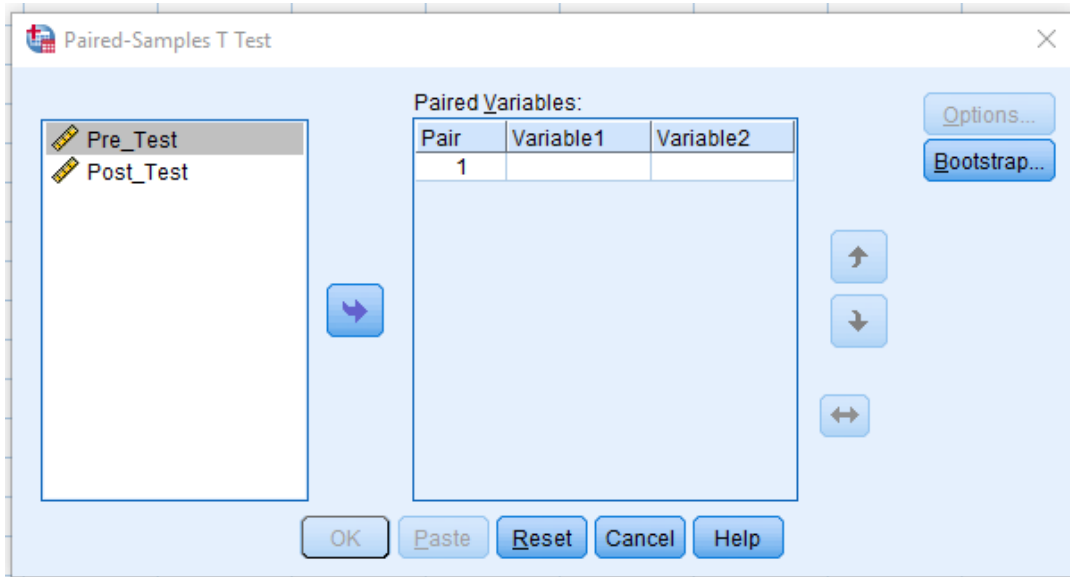 Paired-Samples T Test
Pre_Test
Post_Test
Paired Variables:
Pair Variable1 Variable2
1
Options...
Bootstrap...
OK Paste Reset Cancel Help